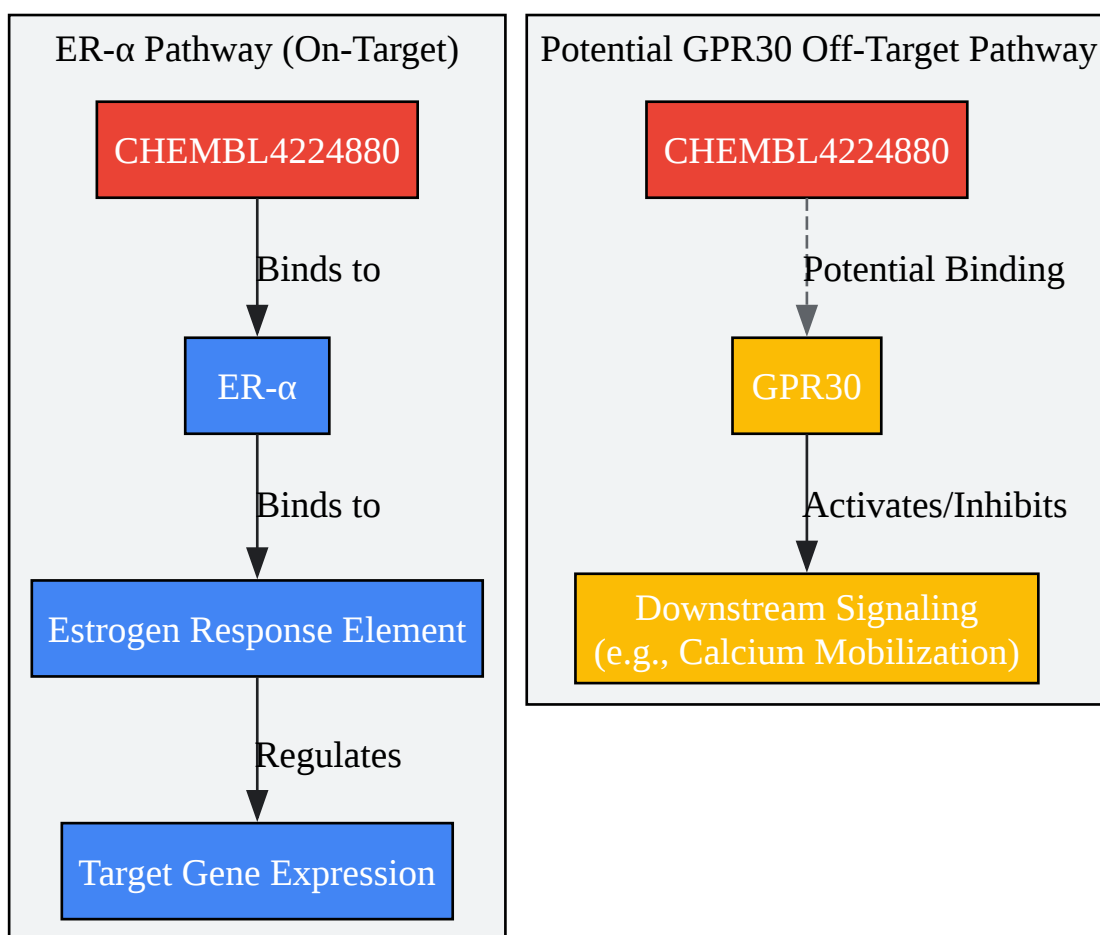 ER-α Pathway (On-Target)
CHEMBL4224880
Binds to
ER-α
Binds to
Estrogen Response Element
Regulates
Target Gene Expression
Potential GPR30 Off-Target Pathway
CHEMBL4224880
Potential Binding
GPR30
Activates/Inhibits
Downstream Signaling
(e.g., Calcium Mobilization)